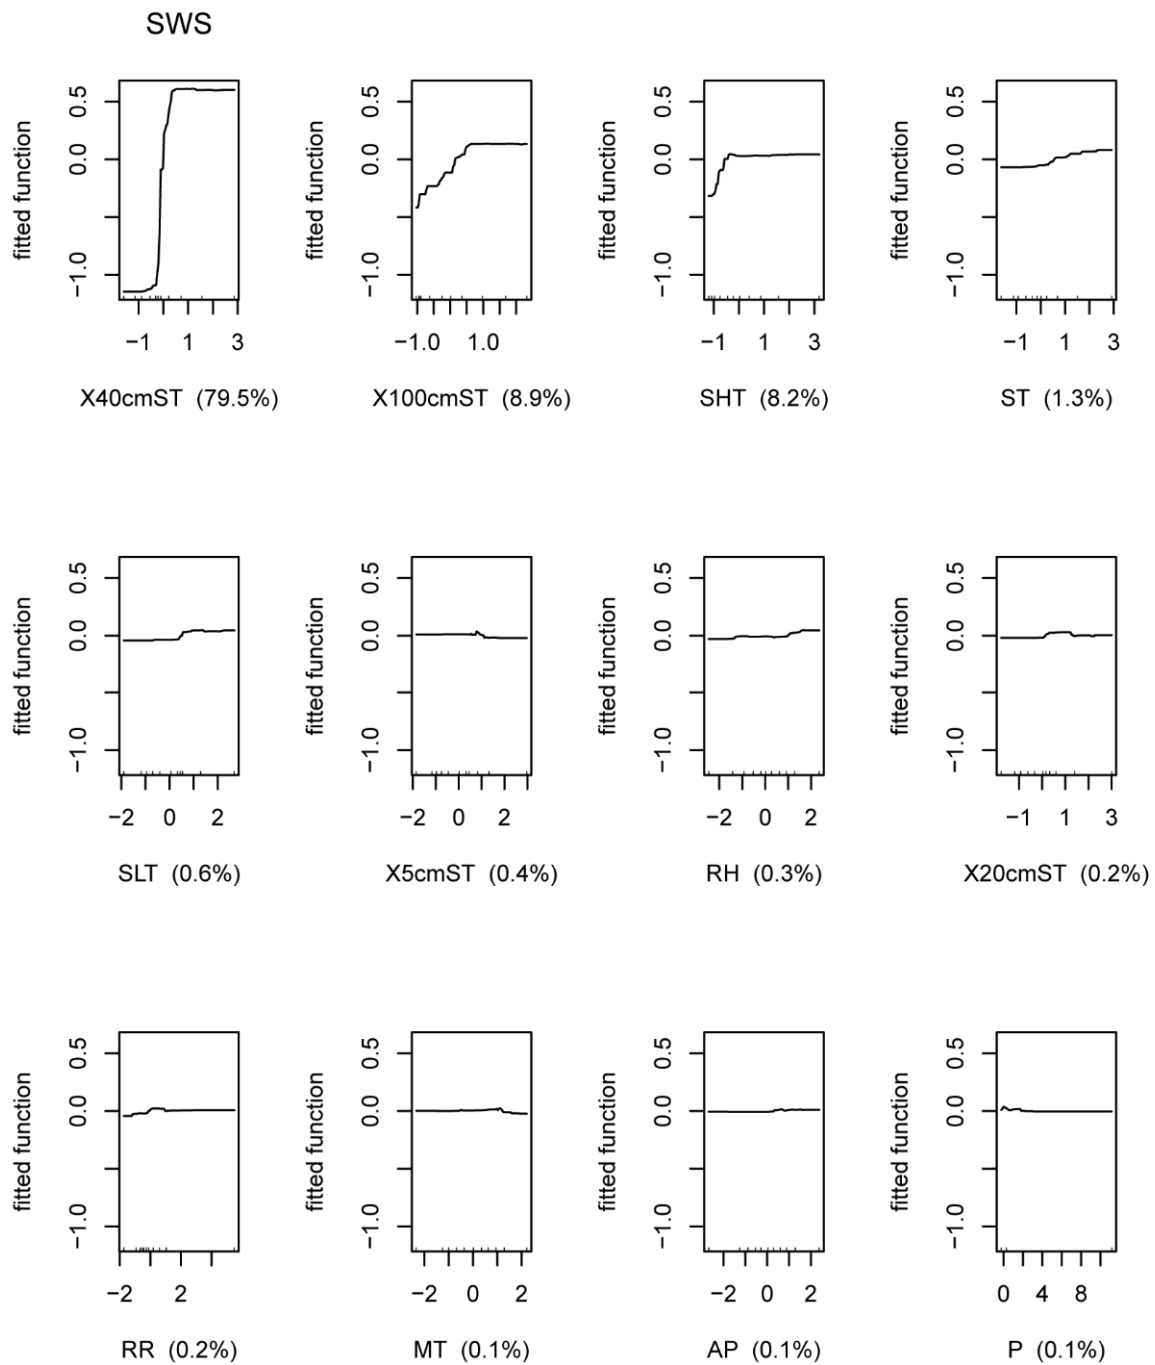 SWS
fitted function
0.5
0.0
−1.0
−1 1 3
X40cmST (79.5%)
fitted function
0.5
0.0
−1.0
−1.0 1.0
X100cmST (8.9%)
fitted function
0.5
0.0
−1.0
−1 1 3
SHT (8.2%)
fitted function
0.5
0.0
−1.0
−1 1 3
ST (1.3%)
fitted function
0.5
0.0
−1.0
−2 0 2
SLT (0.6%)
fitted function
0.5
0.0
−1.0
−2 0 2
X5cmST (0.4%)
fitted function
0.5
0.0
−1.0
−2 0 2
RH (0.3%)
fitted function
0.5
0.0
−1.0
−1 1 3
X20cmST (0.2%)
fitted function
0.5
0.0
−1.0
−2 2
RR (0.2%)
fitted function
0.5
0.0
−1.0
−2 0 2
MT (0.1%)
fitted function
0.5
0.0
−1.0
−2 0 2
AP (0.1%)
fitted function
0.5
0.0
−1.0
0 4 8
P (0.1%)